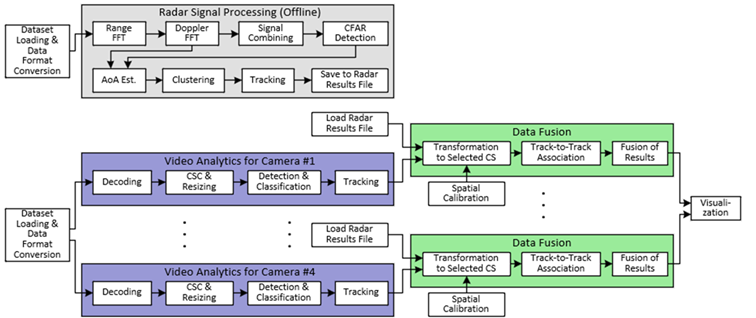 Radar Signal Processing (Offline)
Dataset
Loading &
Data
Format
Conversion
Range
FFT
Doppler
FFT
Signal
Combining
CFAR
Detection
AoA Est.
Clustering
Tracking
Save to Radar
Results File
Load Radar
Results File
Data Fusion
Video Analytics for Camera #1
Decoding
CSC &
Resizing
Detection &
Classification
Tracking
Transformation
to Selected CS
Track-to-Track
Association
Fusion of
Results
Spatial
Calibration
Dataset
Loading &
Data
Format
Conversion
Visuali-
zation
Load Radar
Results File
Data Fusion
Video Analytics for Camera #4
Decoding
CSC &
Resizing
Detection &
Classification
Tracking
Transformation
to Selected CS
Track-to-Track
Association
Fusion of
Results
Spatial
Calibration